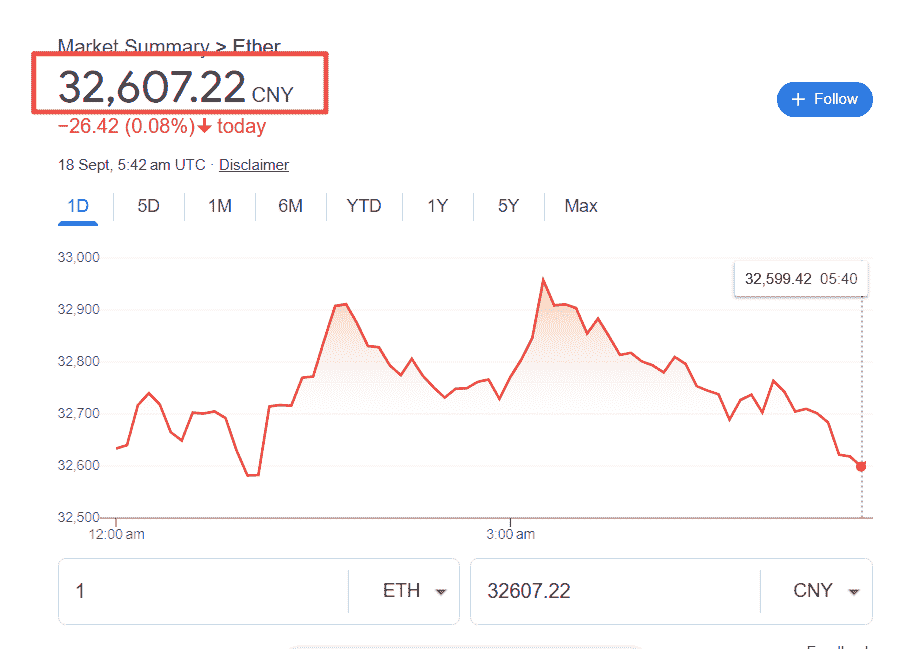 Market Summary > Ether
32,607.22 CNY
+ Follow
−26.42 (0.08%) ↓ today
18 Sept, 5:42 am UTC · Disclaimer
1D 5D 1M 6M YTD 1Y 5Y Max
33,000
32,599.42 05:40
32,900
32,800
32,700
32,600
32,500
12:00 am 3:00 am
1 ETH 32607.22 CNY